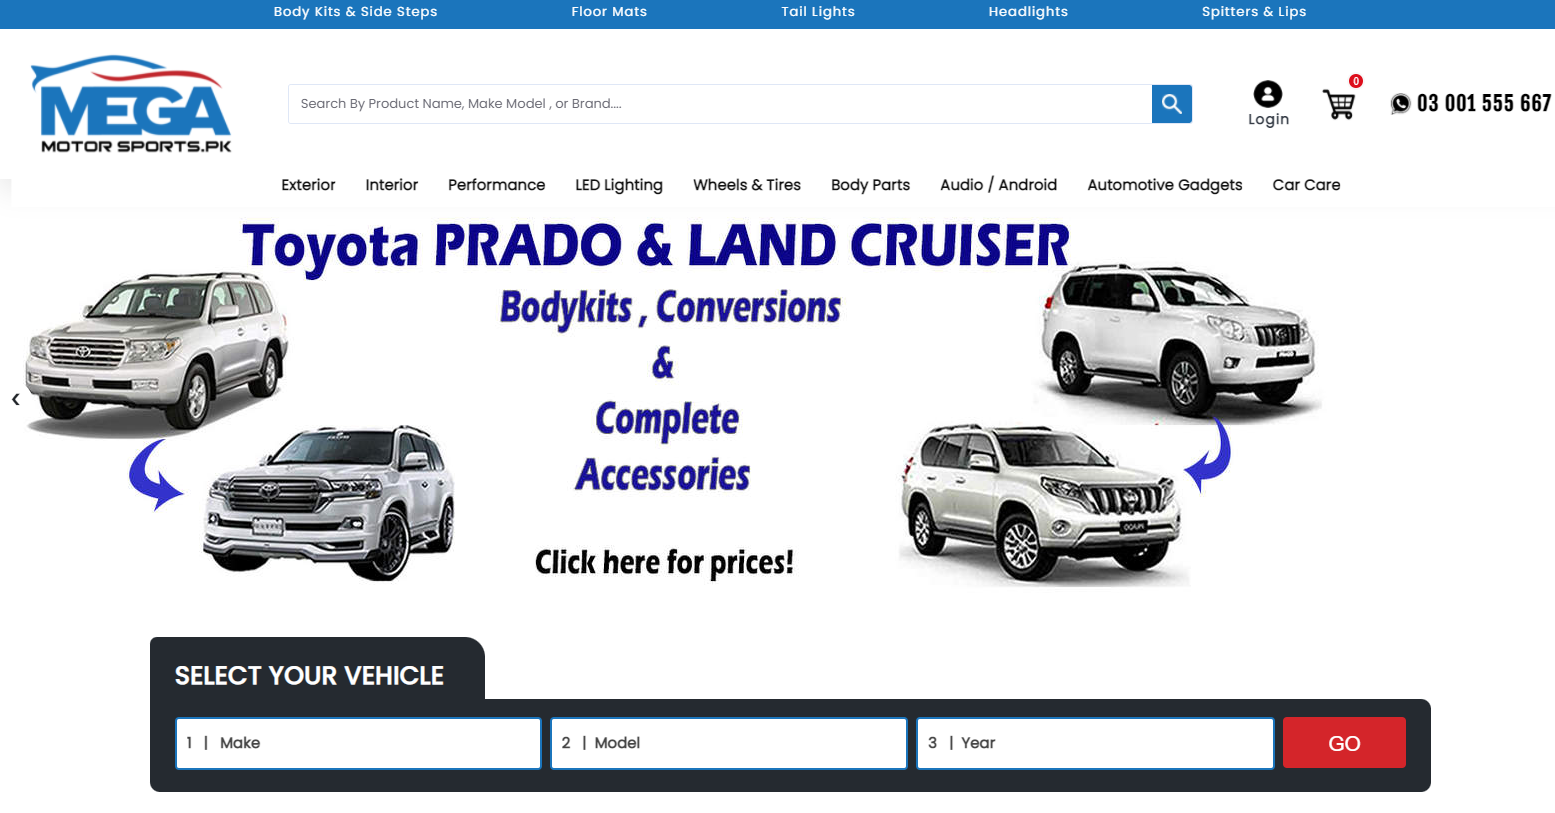 Body Kits & Side Steps Floor Mats Tail Lights Headlights Spitters & Lips
MEGA
MOTOR SPORTS.PK
Search By Product Name, Make Model , or Brand....
Login
0
03 001 555 667
Exterior Interior Performance LED Lighting Wheels & Tires Body Parts Audio / Android Automotive Gadgets Car Care
Toyota PRADO & LAND CRUISER
Bodykits , Conversions
&
Complete
Accessories
Click here for prices!
SELECT YOUR VEHICLE
1 | Make
2 | Model
3 | Year
GO